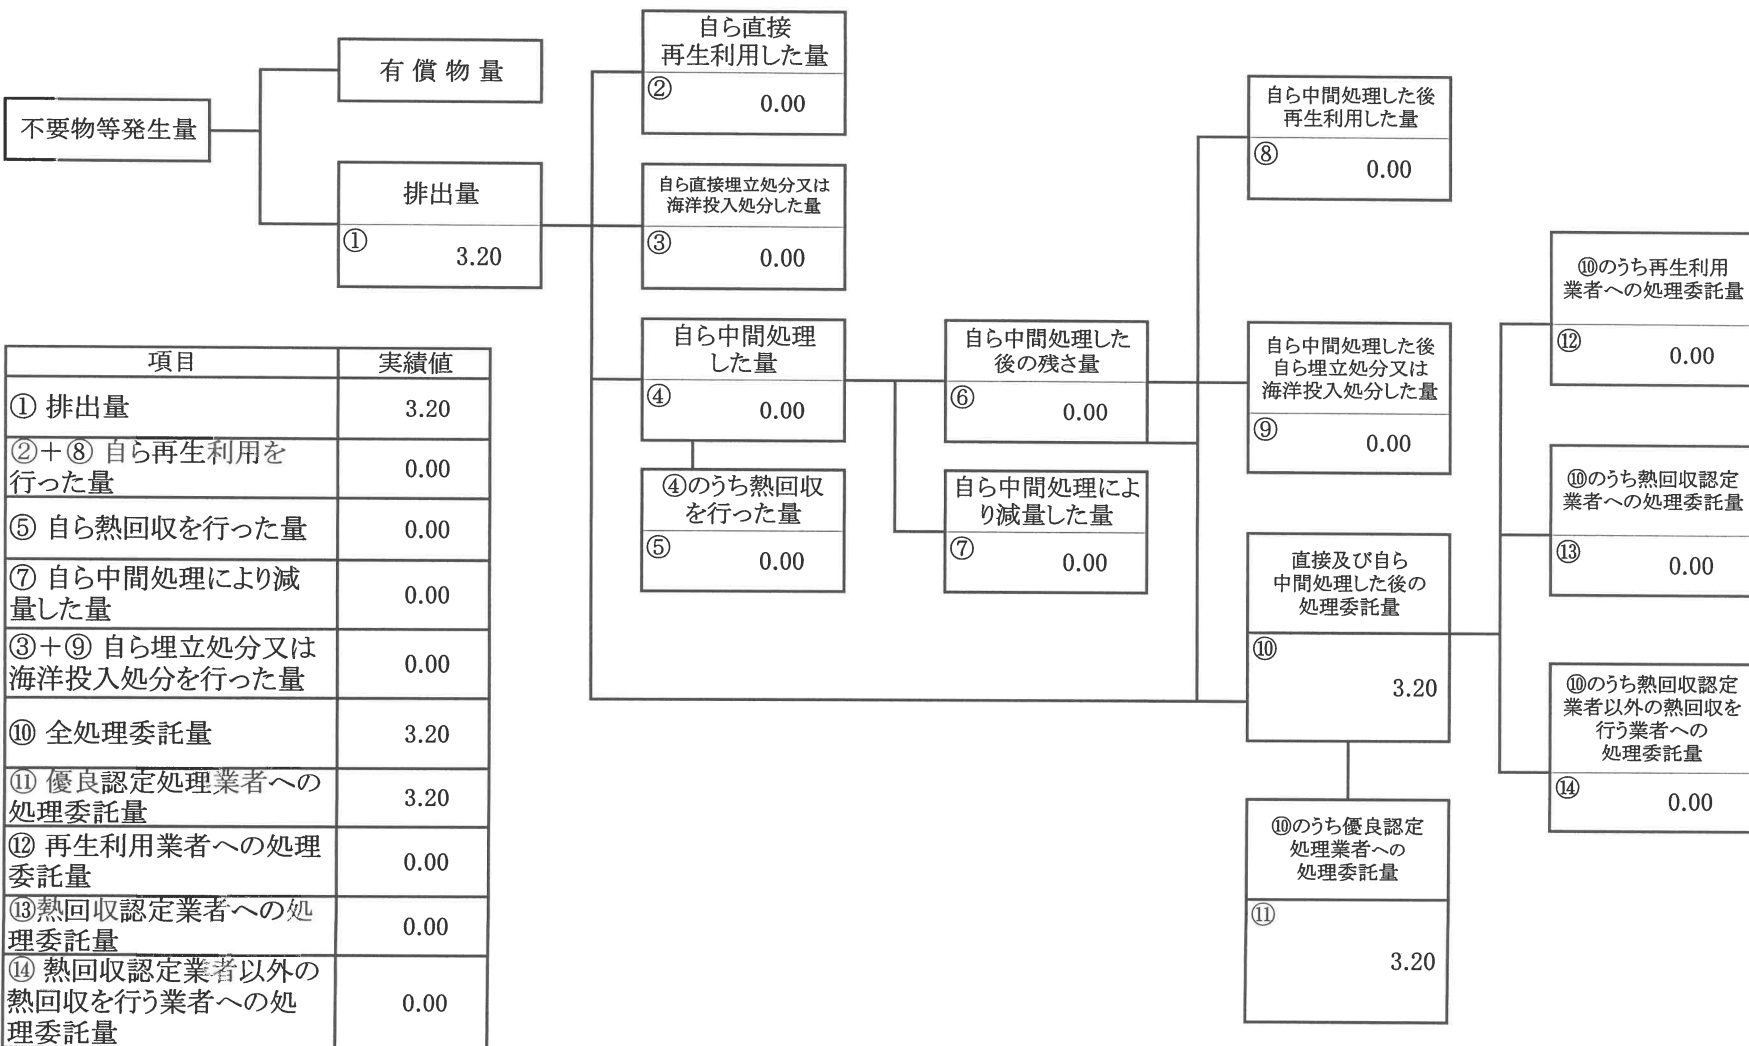 不要物等発生量
有償物量
排出量
①
3.20
自ら直接
再生利用した量
②
0.00
自ら直接埋立処分又は
海洋投入処分した量
③
0.00
自ら中間処理
した量
④
0.00
④のうち熱回収
を行った量
⑤
0.00
自ら中間処理した
後の残さ量
⑥
0.00
自ら中間処理によ
り減量した量
⑦
0.00
自ら中間処理した後
再生利用した量
⑧
0.00
自ら中間処理した後
自ら埋立処分又は
海洋投入処分した量
⑨
0.00
直接及び自ら
中間処理した後の
処理委託量
⑩
3.20
⑩のうち優良認定
処理業者への
処理委託量
⑪
3.20
⑩のうち再生利用
業者への処理委託量
⑫
0.00
⑩のうち熱回収認定
業者への処理委託量
⑬
0.00
⑩のうち熱回収認定
業者以外の熱回収を
行う業者への
処理委託量
⑭
0.00
項目 実績値
① 排出量 3.20
②+⑧ 自ら再生利用を
行った量 0.00
⑤ 自ら熱回収を行った量 0.00
⑦ 自ら中間処理により減
量した量 0.00
③+⑨ 自ら埋立処分又は
海洋投入処分を行った量 0.00
⑩ 全処理委託量 3.20
⑪ 優良認定処理業者への
処理委託量 3.20
⑫ 再生利用業者への処理
委託量 0.00
⑬熱回収認定業者への処
理委託量 0.00
⑭ 熱回収認定業者以外の
熱回収を行う業者への処
理委託量 0.00